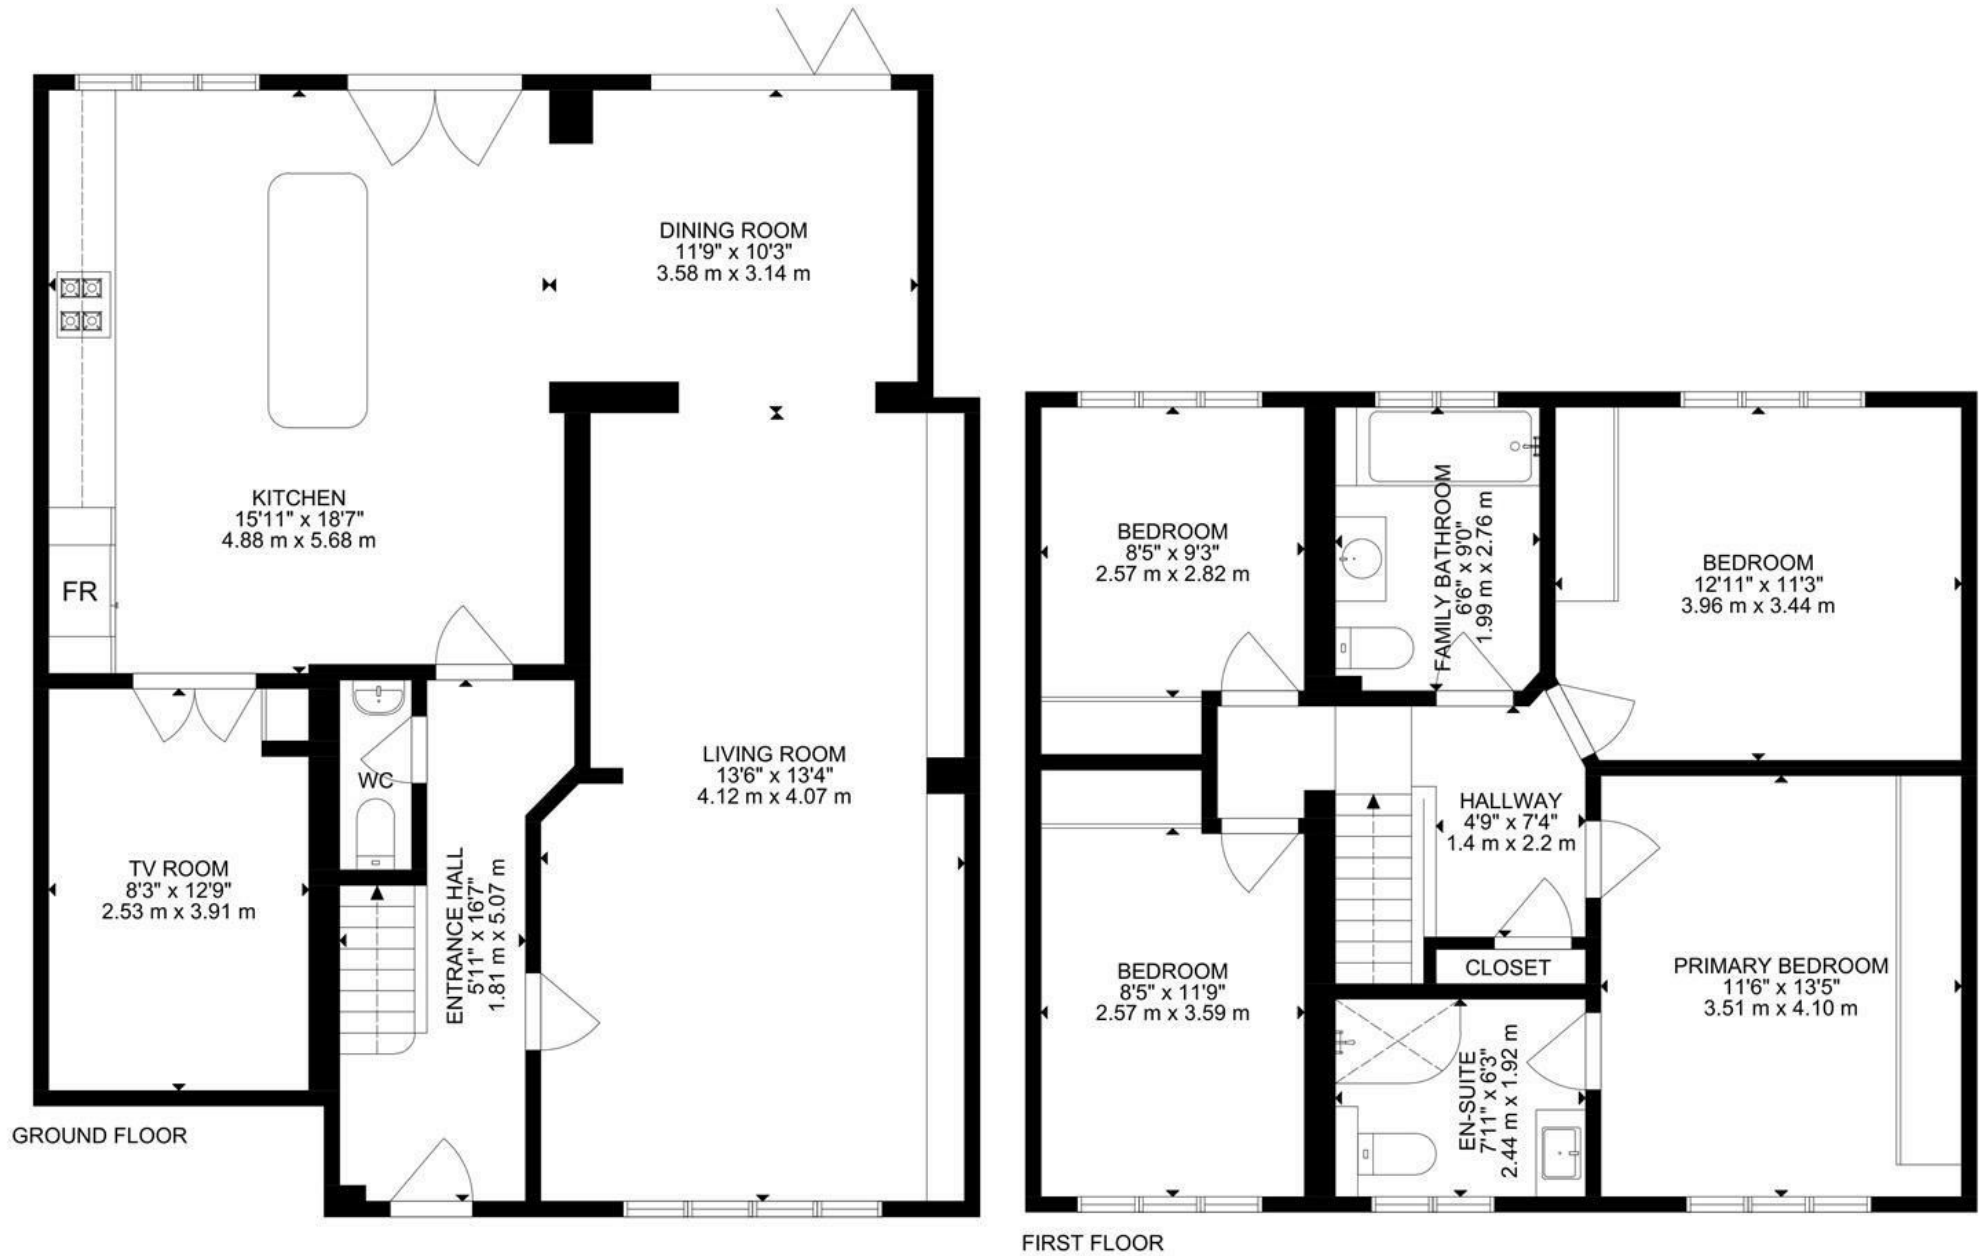 DINING ROOM
11'9" x 10'3"
3.58 m x 3.14 m
KITCHEN
15'11" x 18'7"
4.88 m x 5.68 m
FR
LIVING ROOM
13'6" x 13'4"
4.12 m x 4.07 m
WC
TV ROOM
8'3" x 12'9"
2.53 m x 3.91 m
ENTRANCE HALL
5'11" x 16'7"
1.81 m x 5.07 m
GROUND FLOOR
BEDROOM
8'5" x 9'3"
2.57 m x 2.82 m
FAMILY BATHROOM
6'6" x 9'0"
1.99 m x 2.76 m
BEDROOM
12'11" x 11'3"
3.96 m x 3.44 m
HALLWAY
4'9" x 7'4"
1.4 m x 2.2 m
CLOSET
BEDROOM
8'5" x 11'9"
2.57 m x 3.59 m
PRIMARY BEDROOM
11'6" x 13'5"
3.51 m x 4.10 m
EN-SUITE
7'11" x 6'3"
2.44 m x 1.92 m
FIRST FLOOR